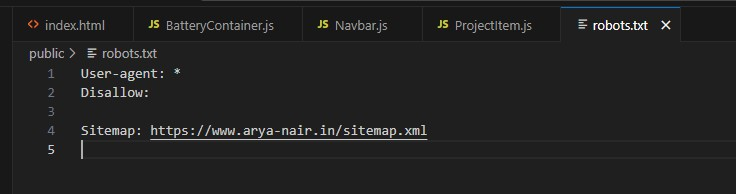 index.html JS BatteryContainer.js JS Navbar.js JS ProjectItem.js robots.txt
public > robots.txt
1 User-agent: *
2 Disallow:
3
4 Sitemap: https://www.arya-nair.in/sitemap.xml
5